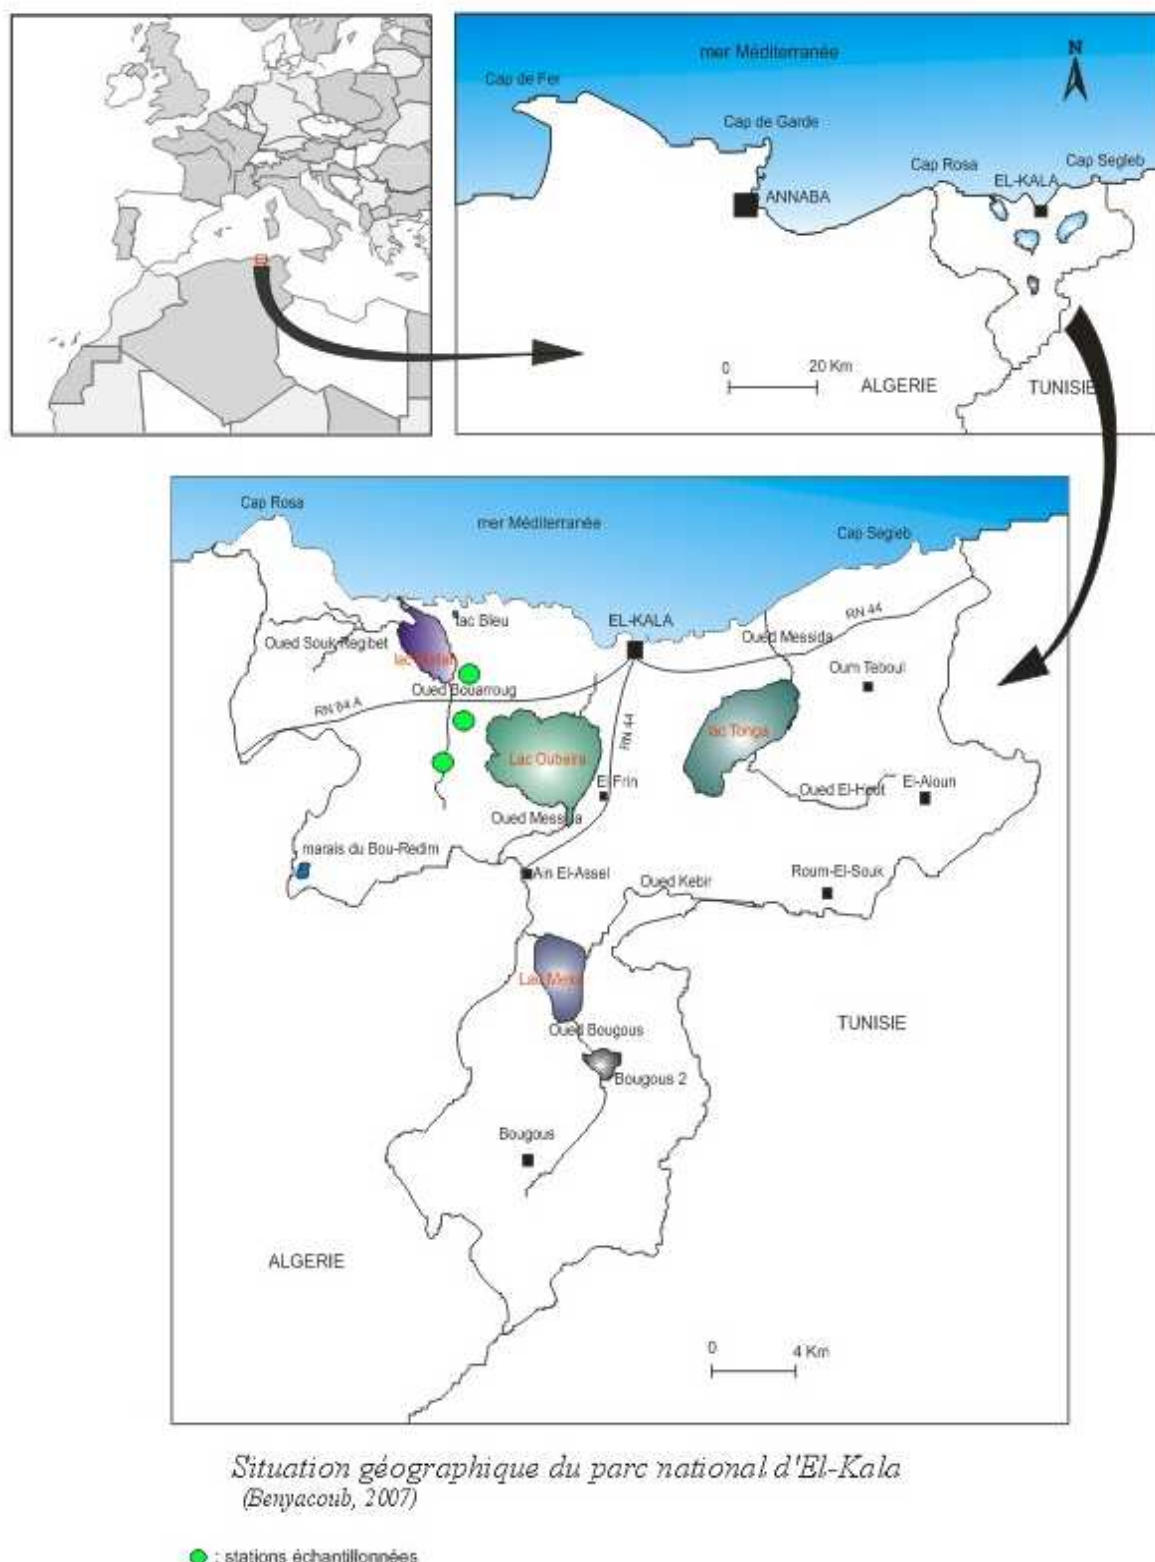 mer Méditerranée
N
Cap de Fer
Cap de Garde
Cap Rosa
Cap Segleb
EL-KALA
ANNABA
0 20 Km
ALGERIE
TUNISIE
Cap Rosa
mer Méditerranée
Cap Segleb
lac Bleu
EL-KALA
RN 44
Oued Souk-Regibet
Oued Messida
lac
Oum Teboul
Oued Bouarroug
RN 84 A
RN 44
lac Tonga
Lac Oubeira
El-Frin
Oued El-Hout
El-Aioun
Oued Messida
marais du Bou-Redim
Ain El-Assel
Oued Kebir
Roum-El-Souk
Lac Mexa
Oued Bougous
TUNISIE
Bougous 2
Bougous
ALGERIE
0 4 Km
Situation géographique du parc national d'El-Kala
(Benyacoub, 2007)
: stations échantillonnées